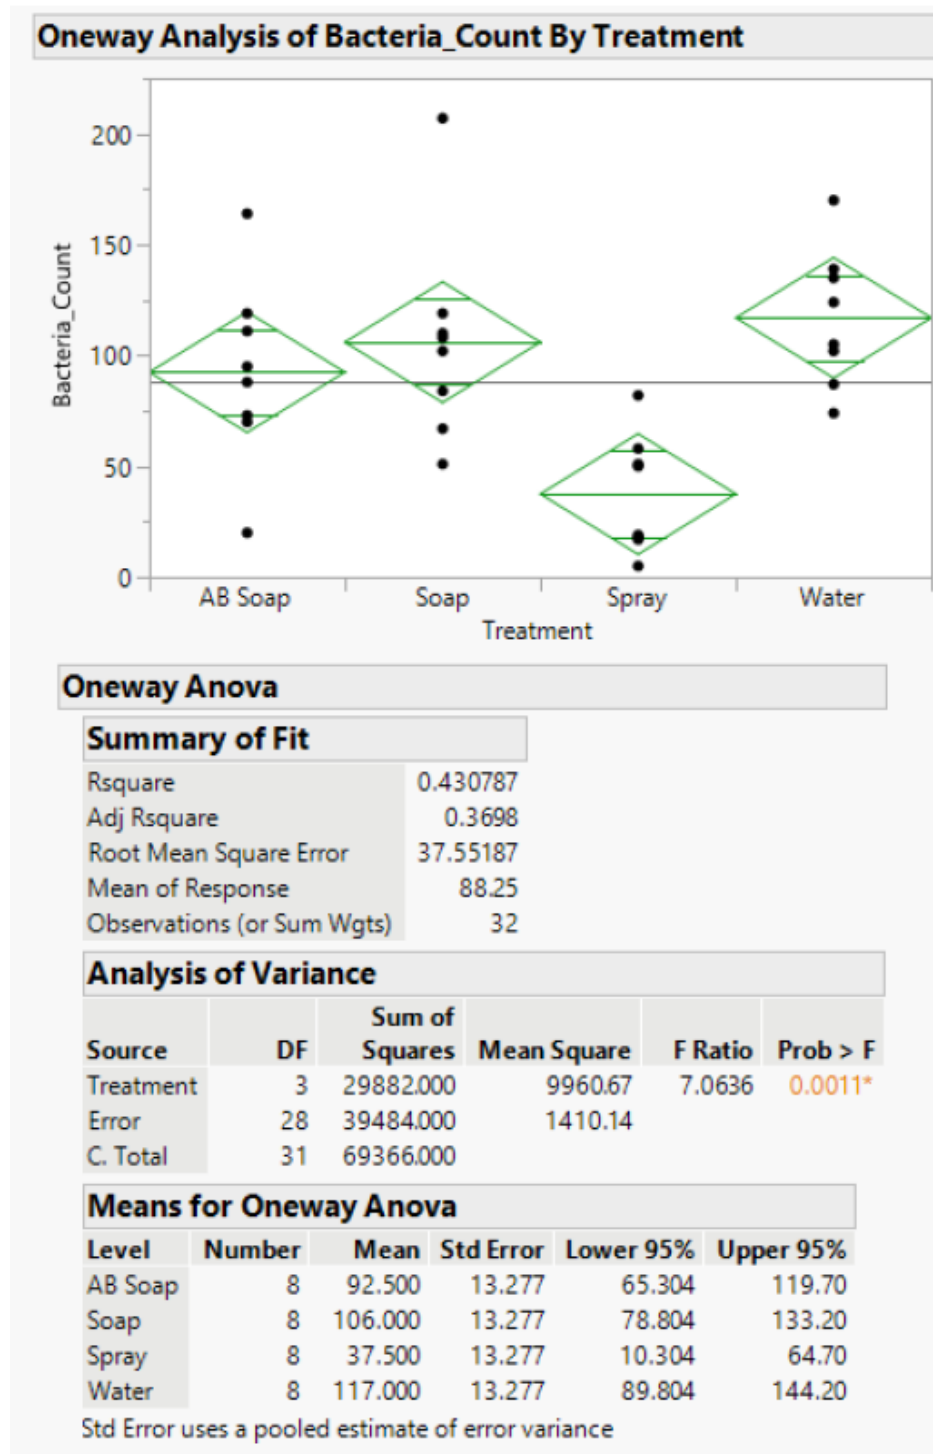 Oneway Analysis of Bacteria_Count By Treatment
200
150
100
50
0
Bacteria_Count
AB Soap Soap Spray Water
Treatment
Oneway Anova
Summary of Fit
Rsquare 0.430787
Adj Rsquare 0.3698
Root Mean Square Error 37.55187
Mean of Response 88.25
Observations (or Sum Wgts) 32
Analysis of Variance
Sum of
Source DF Squares Mean Square F Ratio Prob > F
Treatment 3 29882.000 9960.67 7.0636 0.0011*
Error 28 39484.000 1410.14
C. Total 31 69366.000
Means for Oneway Anova
Level Number Mean Std Error Lower 95% Upper 95%
AB Soap 8 92.500 13.277 65.304 119.70
Soap 8 106.000 13.277 78.804 133.20
Spray 8 37.500 13.277 10.304 64.70
Water 8 117.000 13.277 89.804 144.20
Std Error uses a pooled estimate of error variance